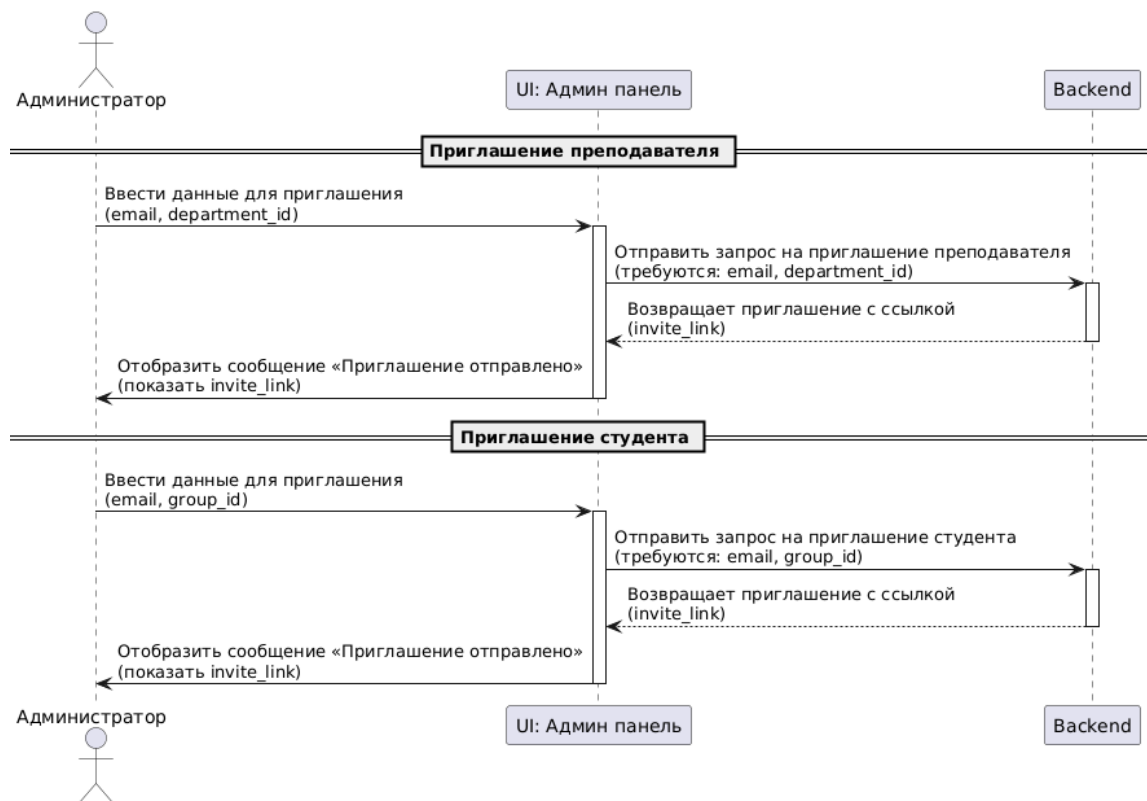 Администратор
UI: Админ панель
Backend
Приглашение преподавателя
Ввести данные для приглашения
(email, department_id)
Отправить запрос на приглашение преподавателя
(требуются: email, department_id)
Возвращает приглашение с ссылкой
(invite_link)
Отобразить сообщение «Приглашение отправлено»
(показать invite_link)
Приглашение студента
Ввести данные для приглашения
(email, group_id)
Отправить запрос на приглашение студента
(требуются: email, group_id)
Возвращает приглашение с ссылкой
(invite_link)
Отобразить сообщение «Приглашение отправлено»
(показать invite_link)
Администратор
UI: Админ панель
Backend